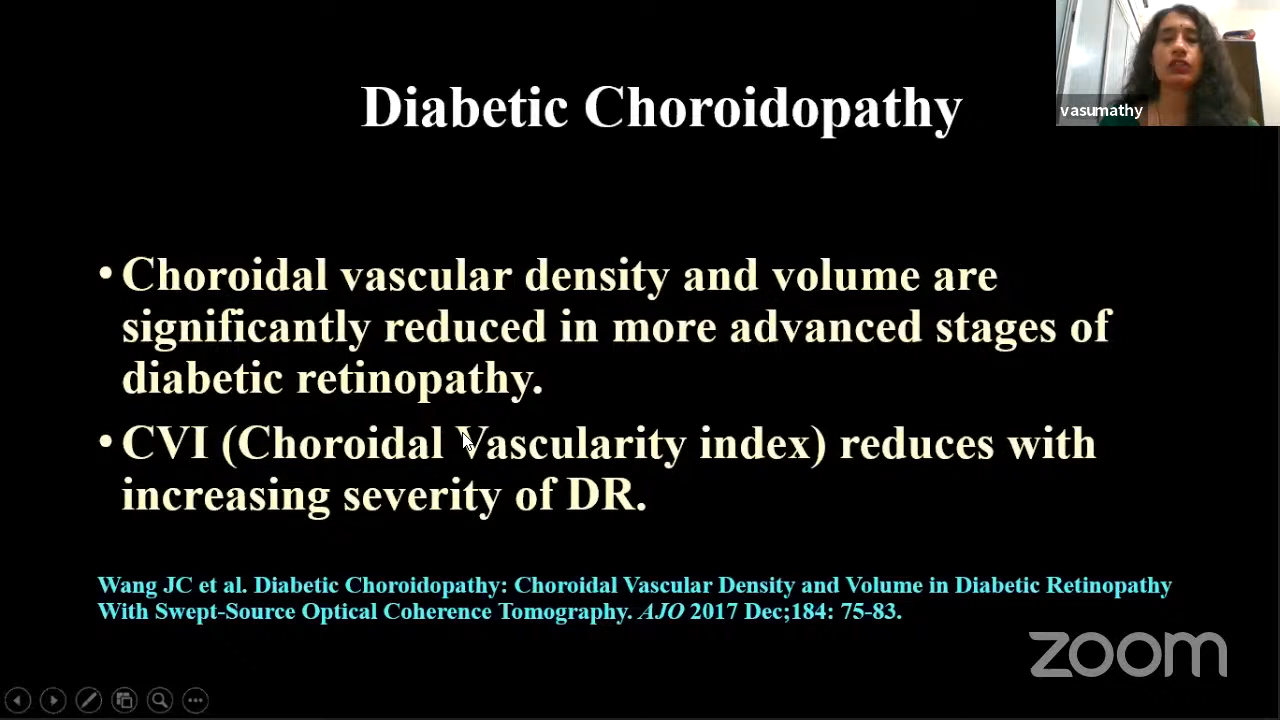 Diabetic Choroidopathy
vasumathy
• Choroidal vascular density and volume are
significantly reduced in more advanced stages of
diabetic retinopathy.
• CVI (Choroidal Vascularity index) reduces with
increasing severity of DR.
Wang JC et al. Diabetic Choroidopathy: Choroidal Vascular Density and Volume in Diabetic Retinopathy
With Swept-Source Optical Coherence Tomography. AJO 2017 Dec;184: 75-83.
zoom